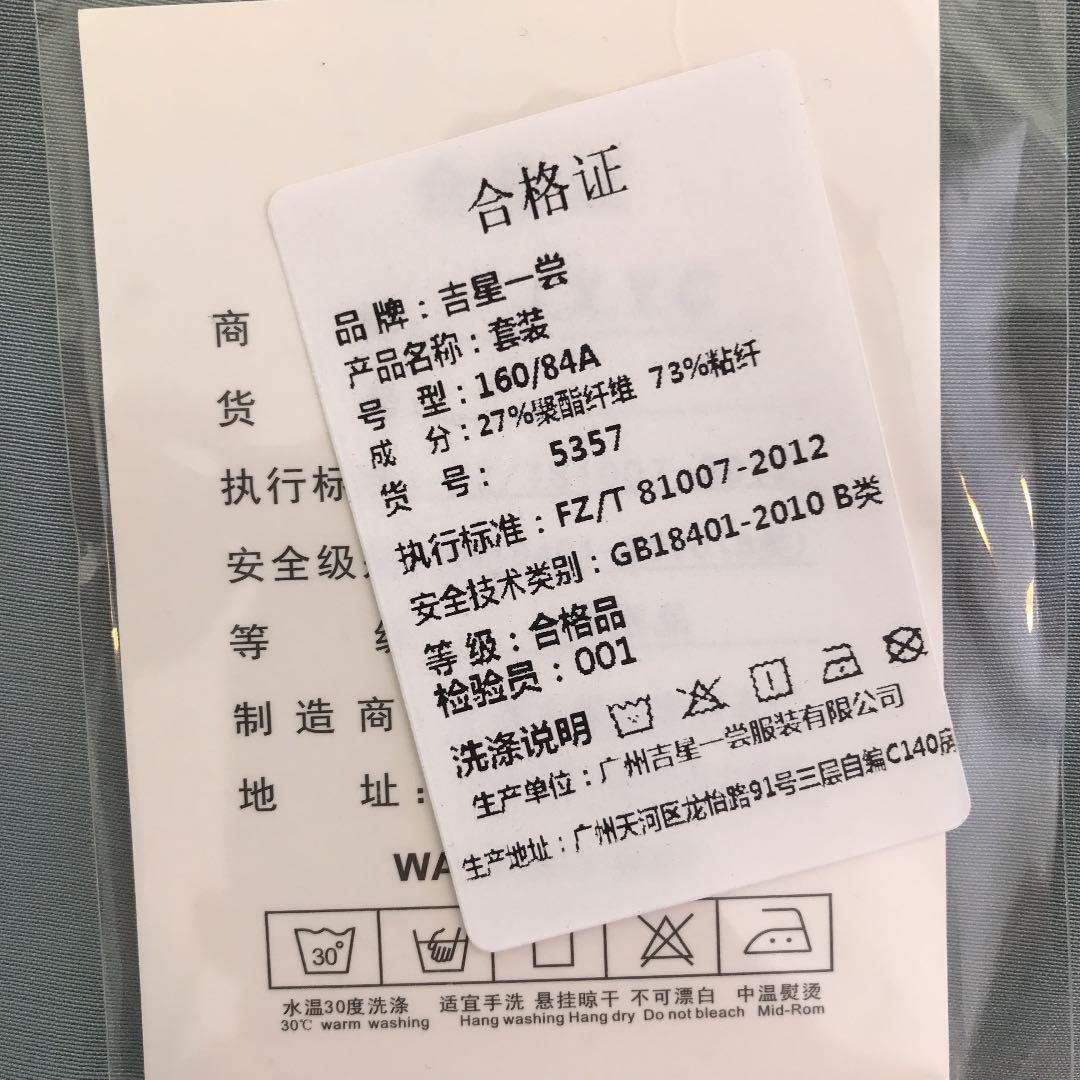 合格证
品 牌：吉星一尝
产品名称：套装
号 型：160/84A
成 分：27%聚酯纤维 73%粘纤
货 号： 5357
执行标准：FZ/T 81007-2012
安全技术类别：GB18401-2010 B类
等 级：合格品
检验员：001
洗涤说明
生产单位：广州吉星一尝服装有限公司
生产地址：广州天河区龙怡路91号三层自编C140房
商
货
执行标
安全级
等
制 造 商
地 址：
WA
30°
水温30度洗涤 适宜手洗 悬挂晾干 不可漂白 中温熨烫
30℃ warm washing Hang washing Hang dry Do not bleach Mid-Rom